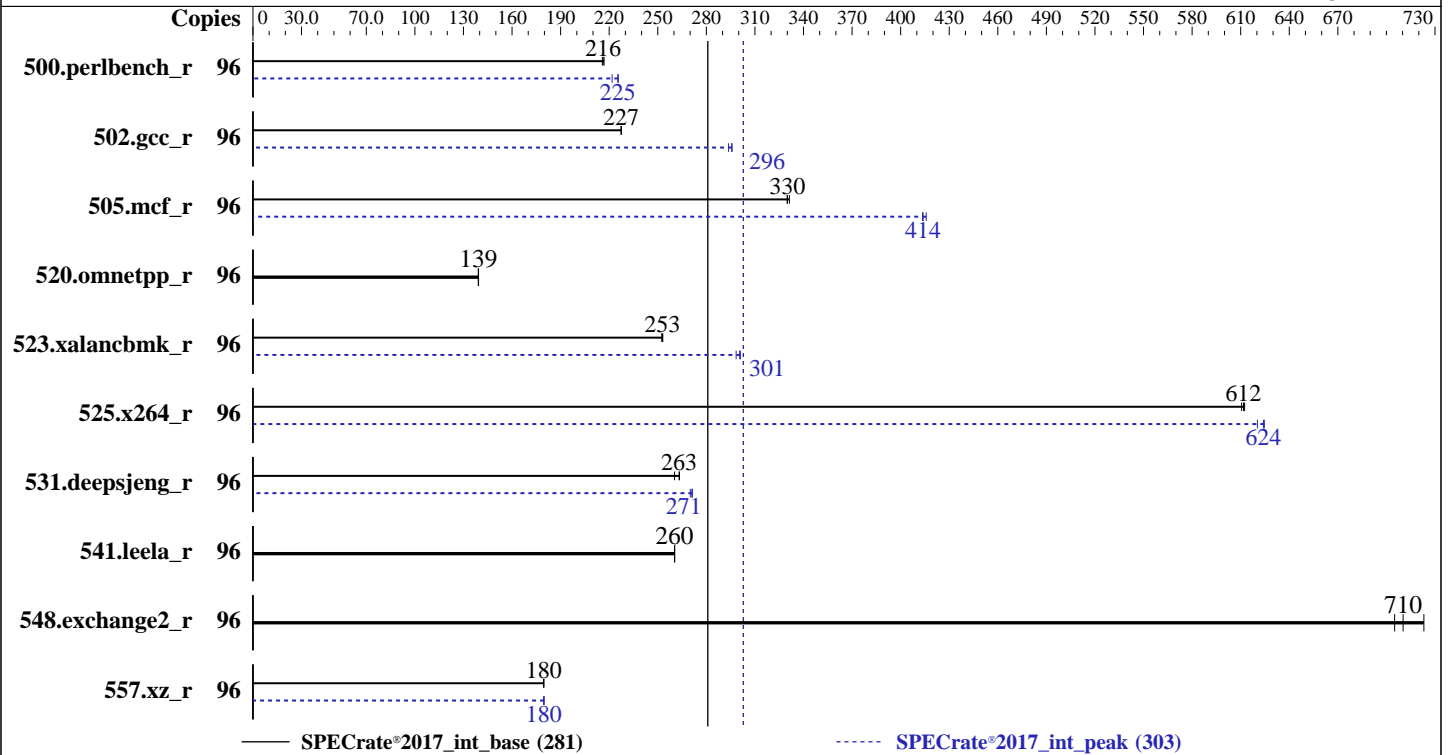 Copies 0 30.0 70.0 100 130 160 190 220 250 280 310 340 370 400 430 460 490 520 550 580 610 640 670 730
500.perlbench_r 96 216
225
502.gcc_r 96 227
296
505.mcf_r 96 330
414
520.omnetpp_r 96 139
523.xalancbmk_r 96 253
301
525.x264_r 96 612
624
531.deepsjeng_r 96 263
271
541.leela_r 96 260
548.exchange2_r 96 710
557.xz_r 96 180
180
SPECrate®2017_int_base (281) SPECrate®2017_int_peak (303)